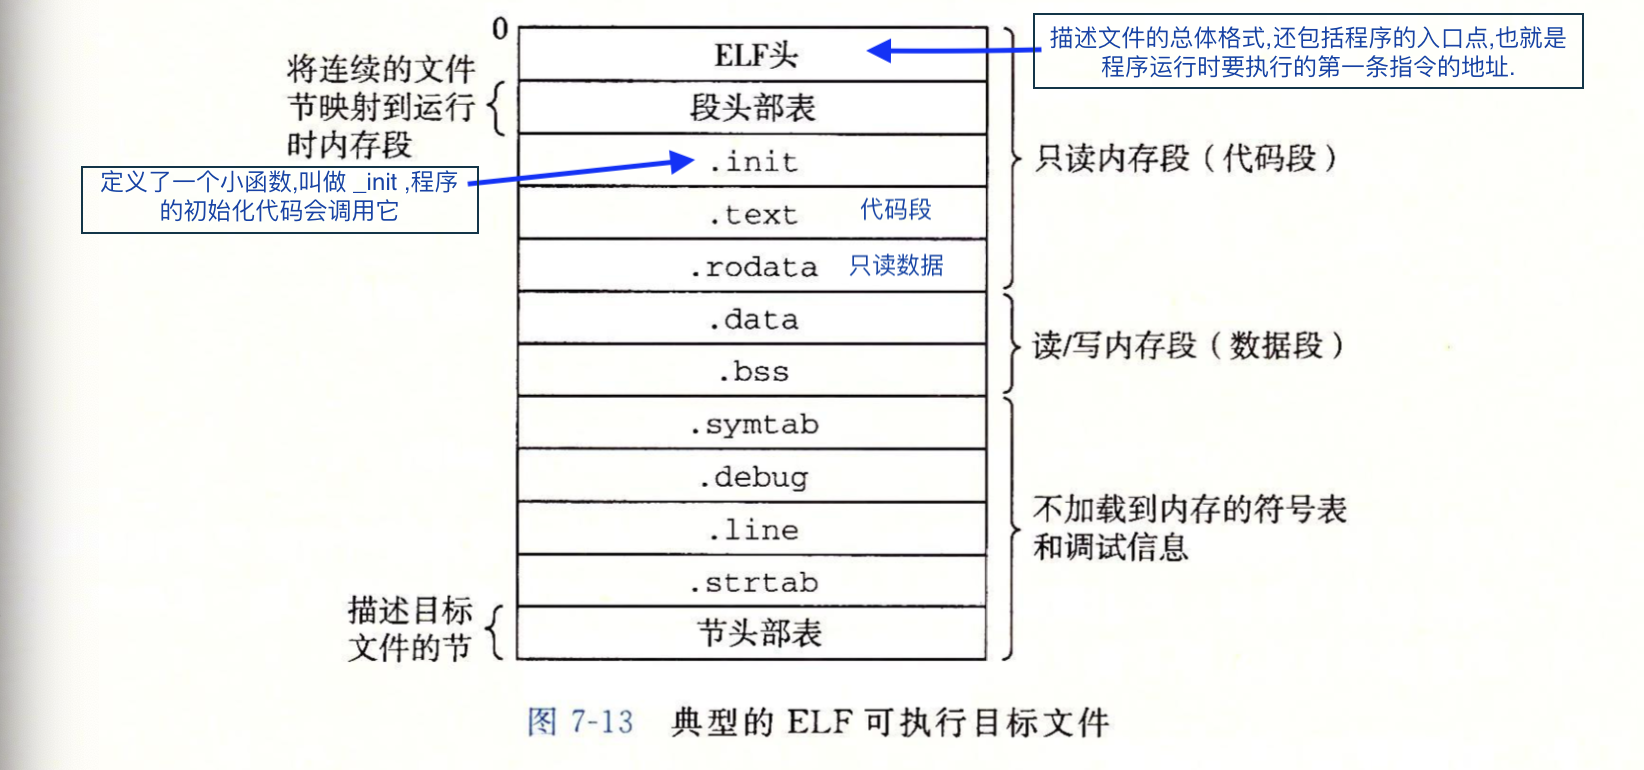 0
ELF头
描述文件的总体格式,还包括程序的入口点,也就是
程序运行时要执行的第一条指令的地址.
将连续的文件
节映射到运行
时内存段
段头部表
.init
定义了一个小函数,叫做 _init ,程序
的初始化代码会调用它
只读内存段（代码段）
.text
代码段
.rodata
只读数据
.data
读/写内存段（数据段）
.bss
.symtab
.debug
.line
不加载到内存的符号表
和调试信息
.strtab
描述目标
文件的节
节头部表
图 7-13 典型的 ELF 可执行目标文件